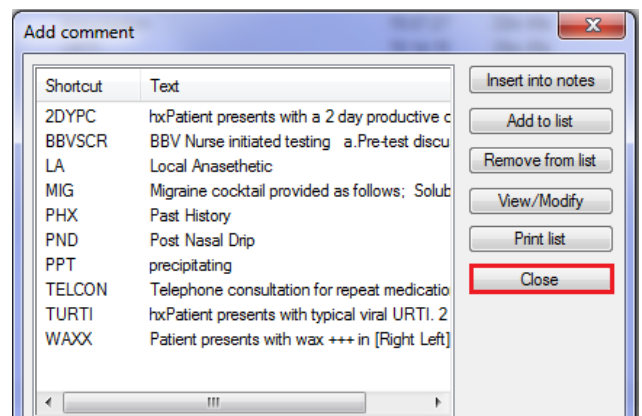 Add comment
Shortcut Text
2DYPC hxPatient presents with a 2 day productive c
BBVSCR BBV Nurse initiated testing a.Pre-test discu
LA Local Anasethetic
MIG Migraine cocktail provided as follows; Solub
PHX Past History
PND Post Nasal Drip
PPT precipitating
TELCON Telephone consultation for repeat medicatio
TURTI hxPatient presents with typical viral URTI. 2
WAXX Patient presents with wax +++ in [Right Left]
Insert into notes
Add to list
Remove from list
View/Modify
Print list
Close